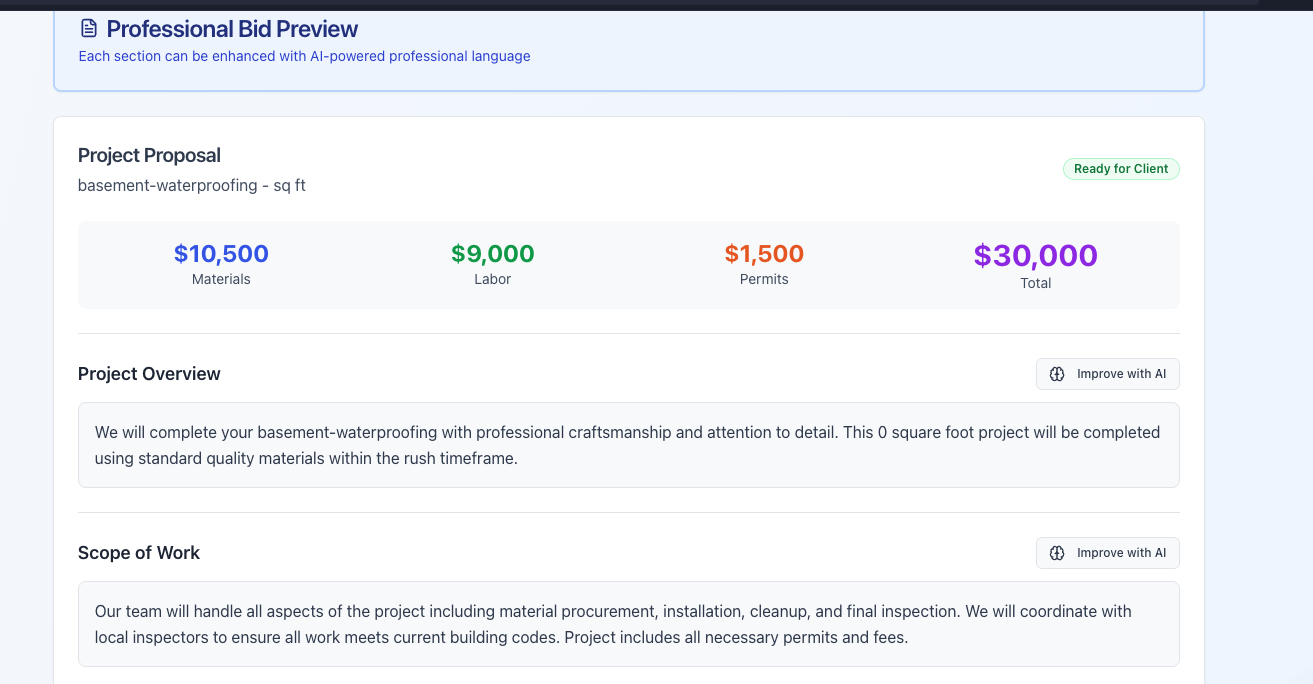 Professional Bid Preview
Each section can be enhanced with AI-powered professional language
Project Proposal
basement-waterproofing - sq ft
Ready for Client
$10,500
Materials
$9,000
Labor
$1,500
Permits
$30,000
Total
Project Overview
Improve with AI
We will complete your basement-waterproofing with professional craftsmanship and attention to detail. This 0 square foot project will be completed
using standard quality materials within the rush timeframe.
Scope of Work
Improve with AI
Our team will handle all aspects of the project including material procurement, installation, cleanup, and final inspection. We will coordinate with
local inspectors to ensure all work meets current building codes. Project includes all necessary permits and fees.